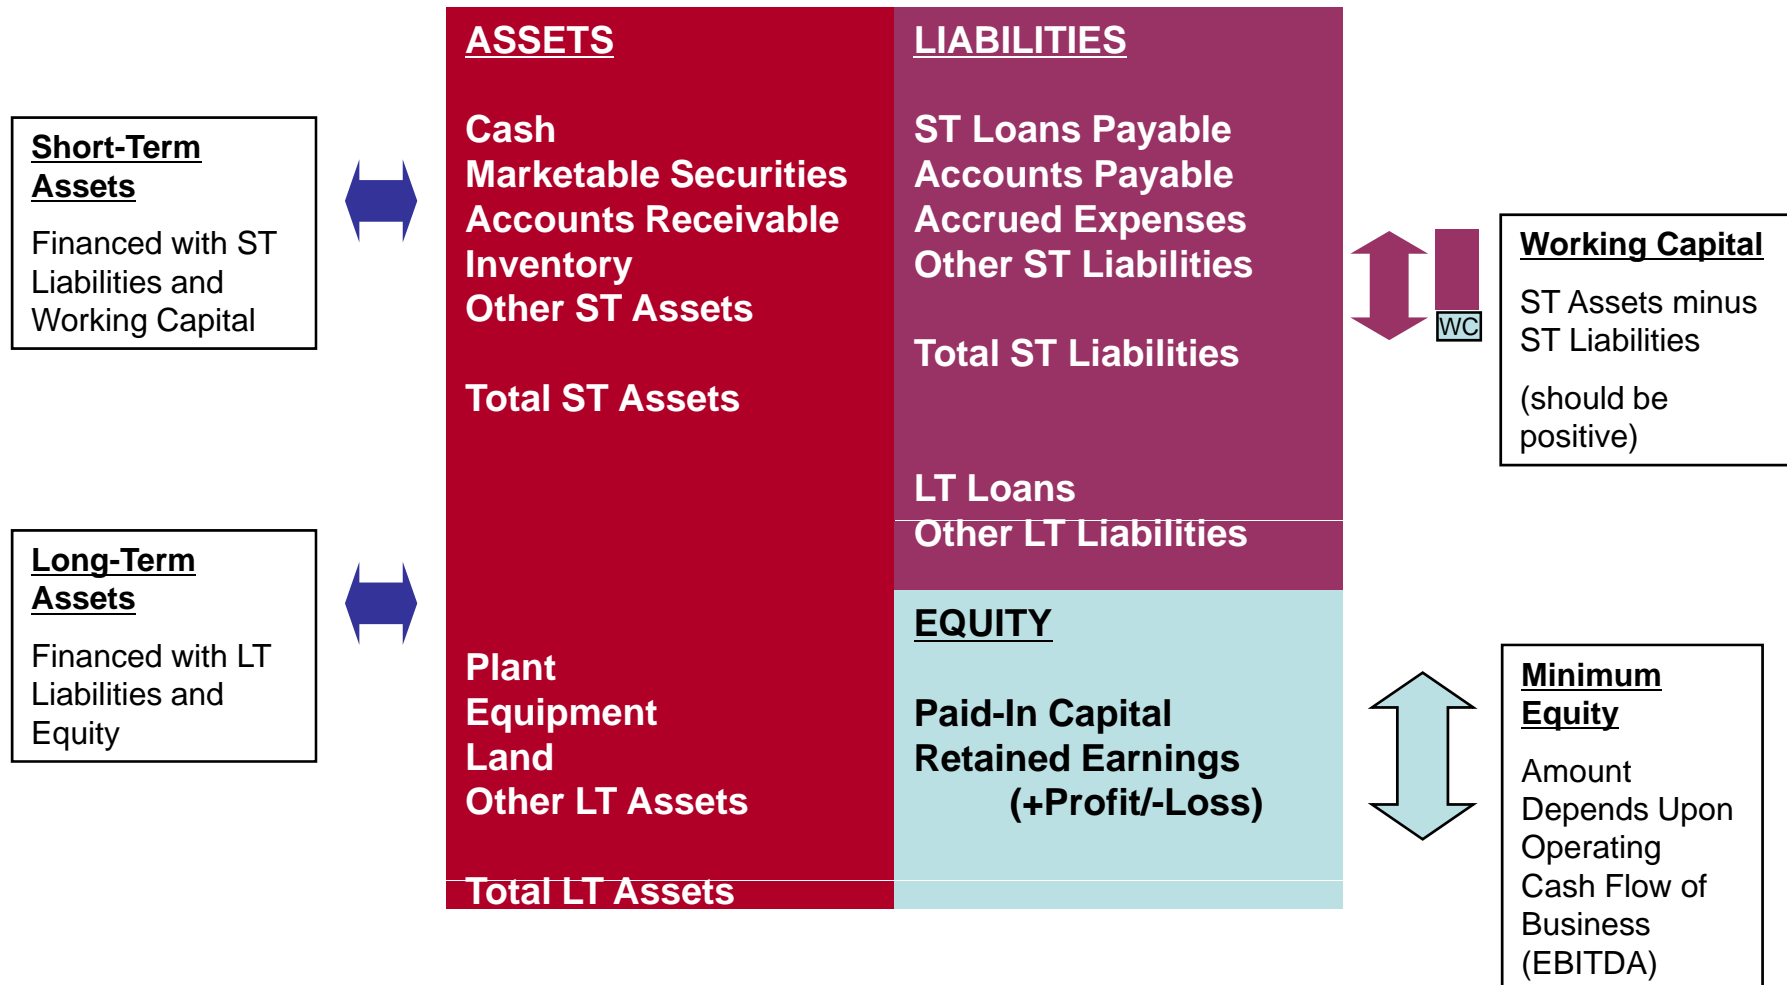 ASSETS
Cash
Marketable Securities
Accounts Receivable
Inventory
Other ST Assets
Total ST Assets
Plant
Equipment
Land
Other LT Assets
Total LT Assets
LIABILITIES
ST Loans Payable
Accounts Payable
Accrued Expenses
Other ST Liabilities
Total ST Liabilities
LT Loans
Other LT Liabilities
EQUITY
Paid-In Capital
Retained Earnings
(+Profit/-Loss)
Short-Term
Assets
Financed with ST
Liabilities and
Working Capital
Long-Term
Assets
Financed with LT
Liabilities and
Equity
WC
Working Capital
ST Assets minus
ST Liabilities
(should be
positive)
Minimum
Equity
Amount
Depends Upon
Operating
Cash Flow of
Business
(EBITDA)